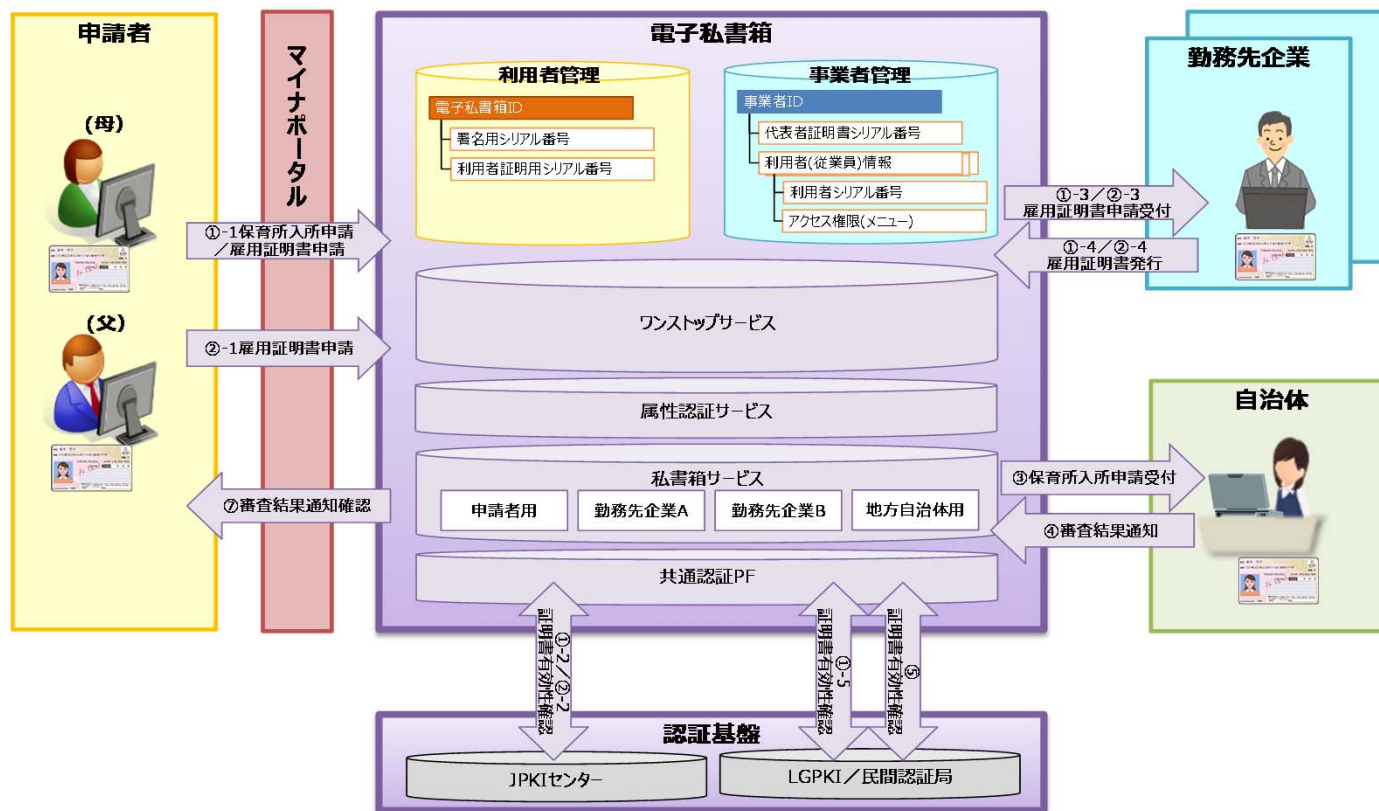 申請者
(母)
(父)
マイナポータル
①-1保育所入所申請
/雇用証明書申請
②-1雇用証明書申請
⑦審査結果通知確認
電子私書箱
利用者管理
電子私書箱ID
署名用シリアル番号
利用者証明用シリアル番号
事業者管理
事業者ID
代表者証明書シリアル番号
利用者(従業員)情報
利用者シリアル番号
アクセス権限(メニュー)
ワンストップサービス
属性認証サービス
私書箱サービス
申請者用
勤務先企業A
勤務先企業B
地方自治体用
共通認証PF
勤務先企業
①-3/②-3
雇用証明書申請受付
①-4/②-4
雇用証明書発行
自治体
③保育所入所申請受付
④審査結果通知
①-2/②-2
証明書有効性確認
①-5
証明書有効性確認
⑤
証明書有効性確認
認証基盤
JPKIセンター
LGPKI/民間認証局